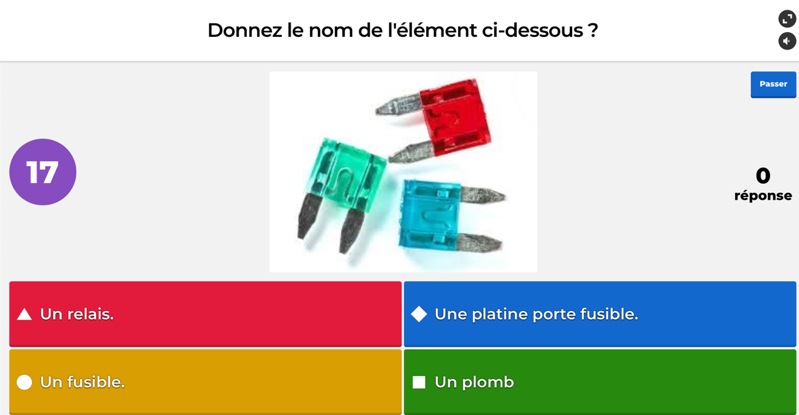 Donnez le nom de l'élément ci-dessous ?
Passer
17
0
réponse
Un relais.
Une platine porte fusible.
Un fusible.
Un plomb